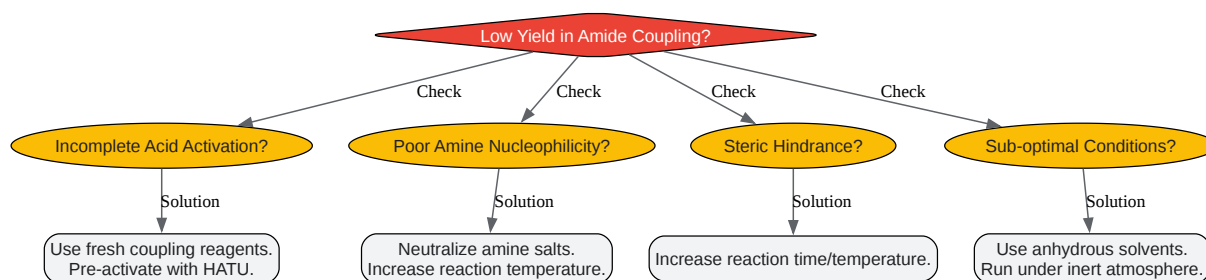 Low Yield in Amide Coupling?
Check
Check
Check
Check
Incomplete Acid Activation?
Poor Amine Nucleophilicity?
Steric Hindrance?
Sub-optimal Conditions?
Solution
Solution
Solution
Solution
Use fresh coupling reagents.
Pre-activate with HATU.
Neutralize amine salts.
Increase reaction temperature.
Increase reaction time/temperature.
Use anhydrous solvents.
Run under inert atmosphere.